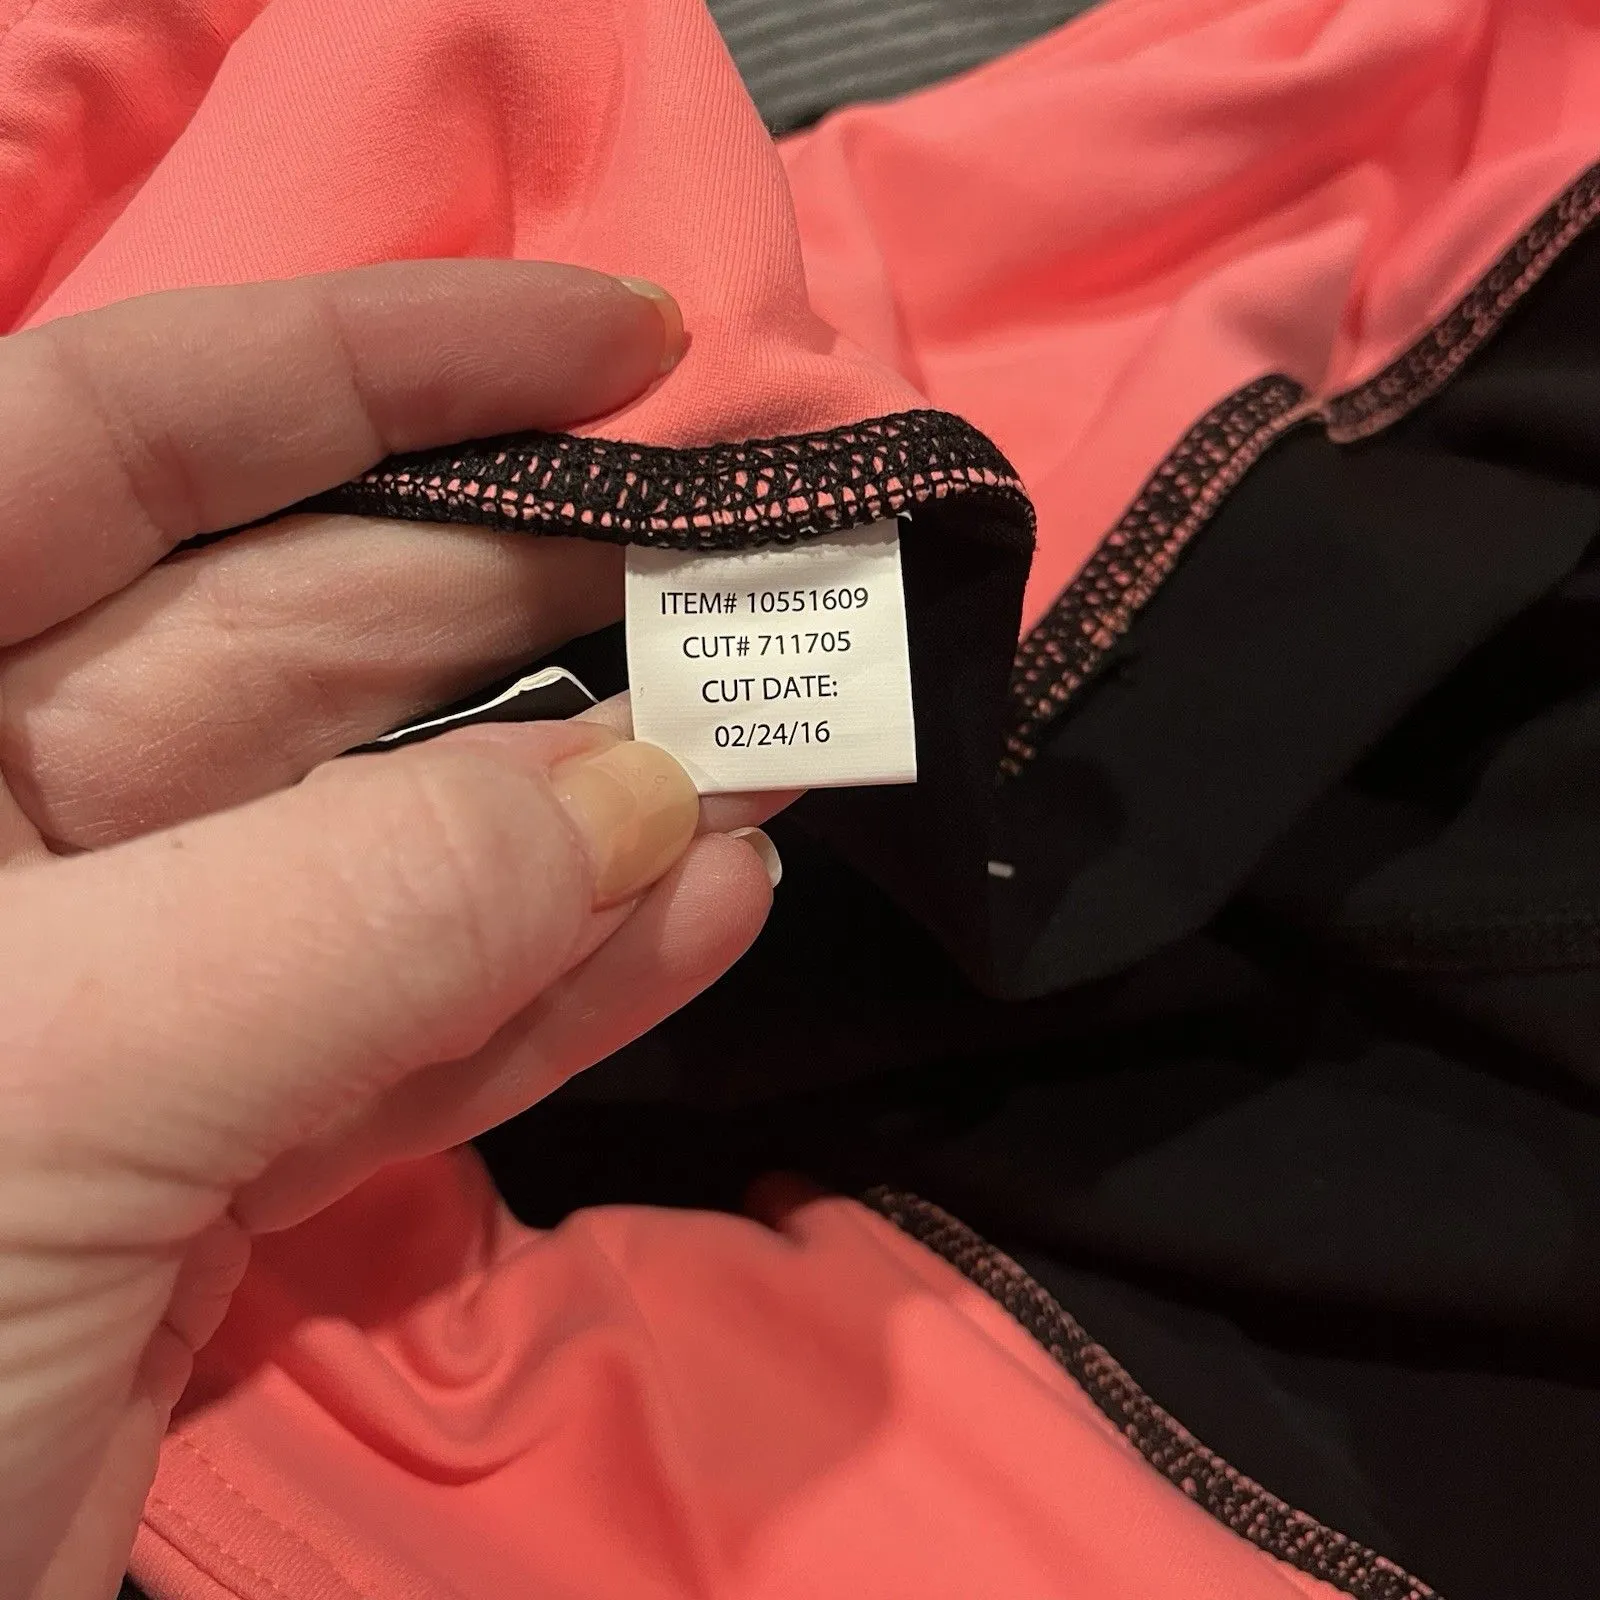 ITEM# 10551609
CUT# 711705
CUT DATE:
02/24/16